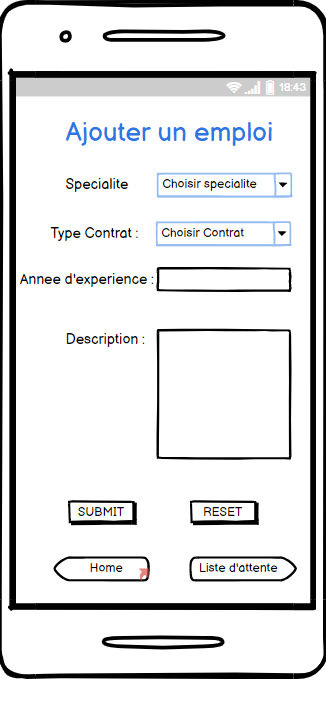 18:43
Ajouter un emploi
Specialite
Choisir specialite
Type Contrat :
Choisir Contrat
Annee d'experience :
Description :
SUBMIT
RESET
Home
Liste d'attente